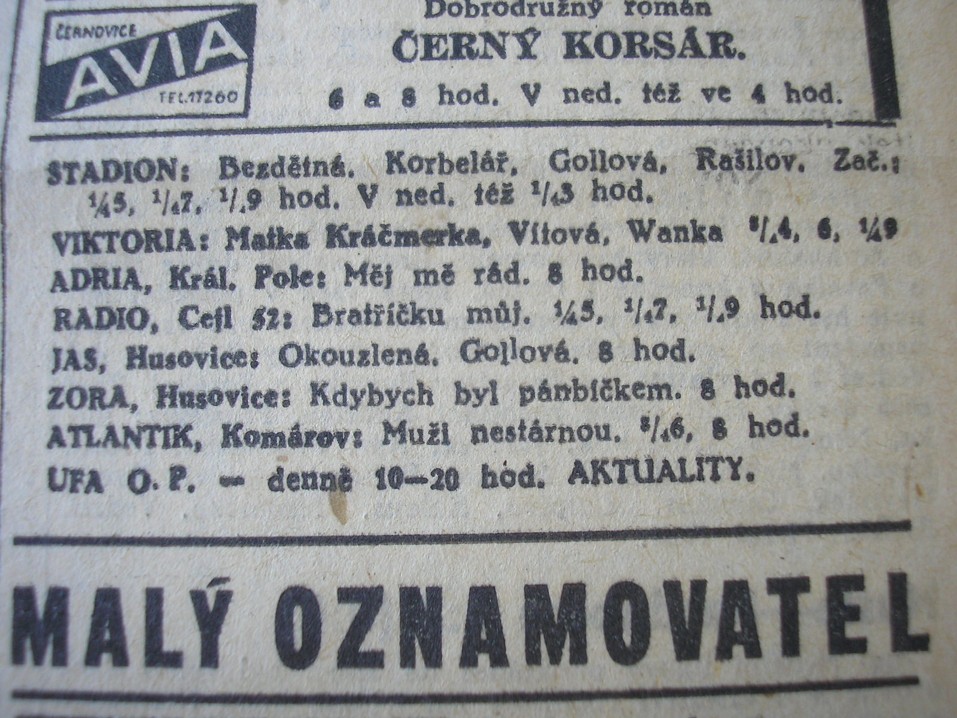 Dobrodružný román
ČERNOVICE
AVIA
TEL.17260
ČERNÝ KORSÁR.
6 a 8 hod. V ned. též ve 4 hod.
STADION: Bezdětná. Korbelář, Gollová, Rašilov. Zač.:
¼5, ¼7, ¼9 hod. V ned. též ¼3 hod.
VIKTORIA: Matka Kráčmerka, Vítová, Wanka ¾4, 6, ¼9
ADRIA, Král. Pole: Měj mě rád. 8 hod.
RADIO, Cejl 52: Bratříčku můj. ¼5, ¼7, ¼9 hod.
JAS, Husovice: Okouzlená. Gollová. 8 hod.
ZORA, Husovice: Kdybych byl pánbíčkem. 8 hod.
ATLANTIK, Komárov: Muži nestárnou. ¾6, 8 hod.
UFA O. P. — denně 10—20 hod. AKTUALITY.
MALÝ OZNAMOVATEL